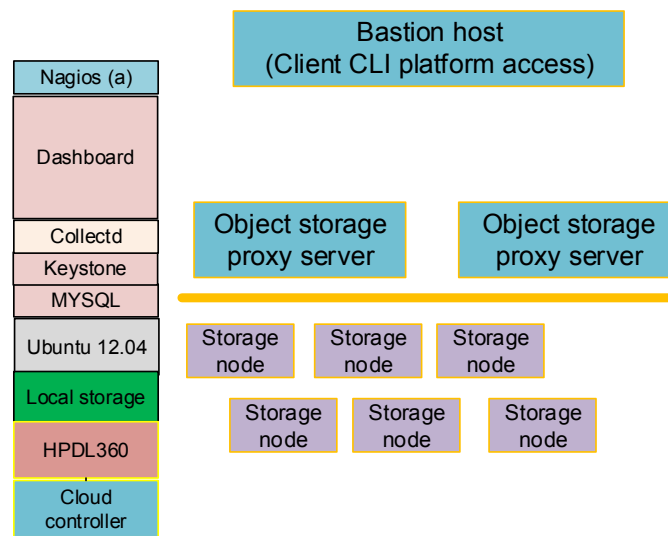 Bastion host
(Client CLI platform access)
Nagios (a)
Dashboard
Collectd
Keystone
MYSQL
Ubuntu 12.04
Local storage
HPDL360
Cloud
controller
Object storage
proxy server
Object storage
proxy server
Storage
node
Storage
node
Storage
node
Storage
node
Storage
node
Storage
node